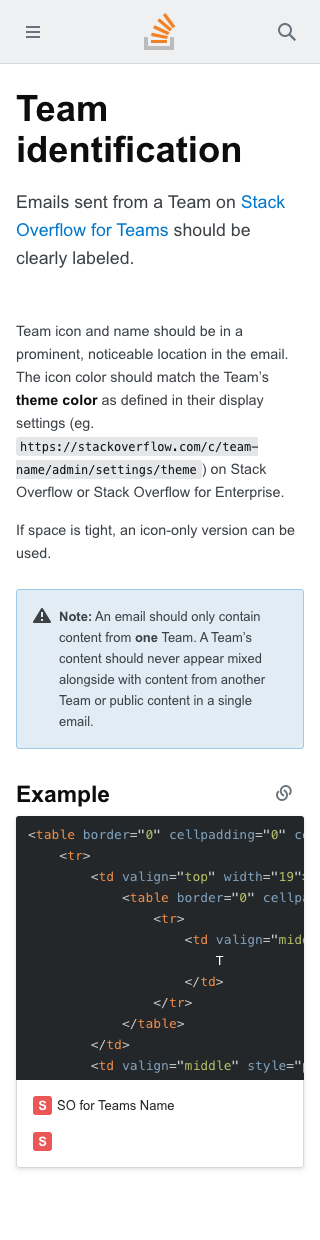 Team
identification
Emails sent from a Team on Stack
Overflow for Teams should be
clearly labeled.
Team icon and name should be in a
prominent, noticeable location in the email.
The icon color should match the Team's
theme color as defined in their display
settings (eg.
https://stackoverflow.com/c/team-
name/admin/settings/theme ) on Stack
Overflow or Stack Overflow for Enterprise.
If space is tight, an icon-only version can be
used.
Note: An email should only contain
content from one Team. A Team's
content should never appear mixed
alongside with content from another
Team or public content in a single
email.
Example
<table border="0" cellpadding="0" ce
<tr>
<td valign="top" width="19">
<table border="0" cellpa
<tr>
<td valign="midd
T
</td>
</tr>
</table>
</td>
<td valign="middle" style="p
S SO for Teams Name
S